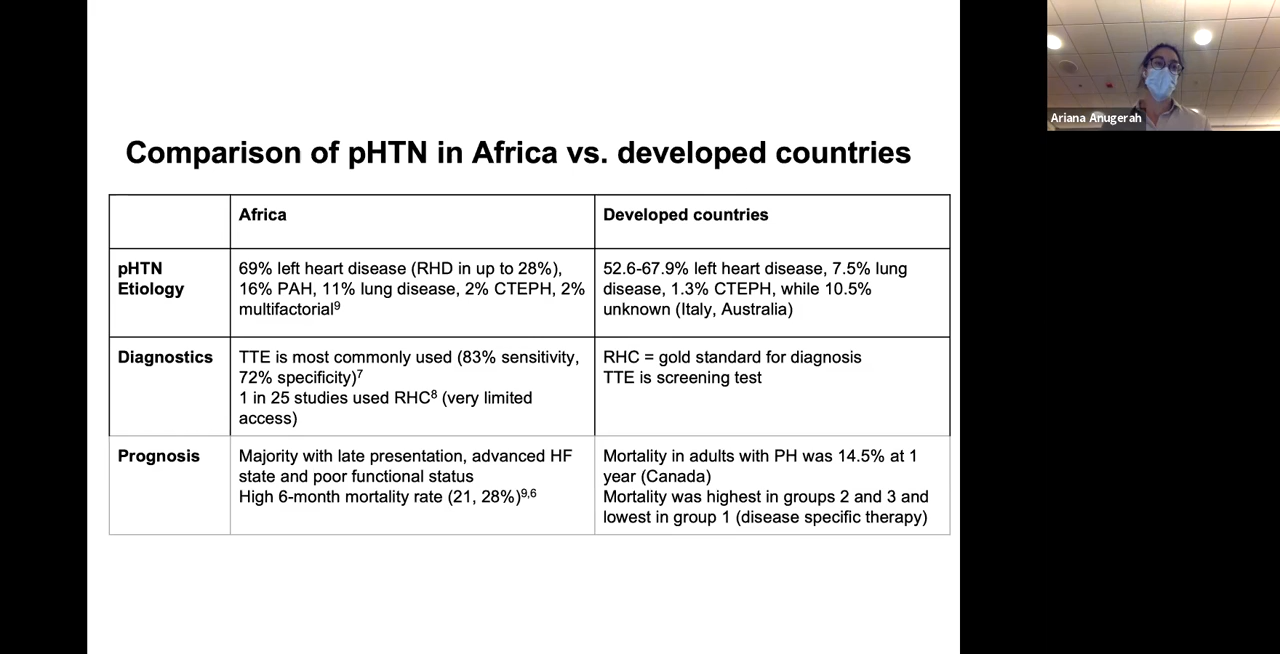 Ariana Anugerah
Comparison of pHTN in Africa vs. developed countries
Africa
Developed countries
pHTN
Etiology
69% left heart disease (RHD in up to 28%),
16% PAH, 11% lung disease, 2% CTEPH, 2%
multifactorial⁹
52.6-67.9% left heart disease, 7.5% lung
disease, 1.3% CTEPH, while 10.5%
unknown (Italy, Australia)
Diagnostics
TTE is most commonly used (83% sensitivity,
72% specificity)⁷
1 in 25 studies used RHC⁸ (very limited
access)
RHC = gold standard for diagnosis
TTE is screening test
Prognosis
Majority with late presentation, advanced HF
state and poor functional status
High 6-month mortality rate (21, 28%)⁹,⁶
Mortality in adults with PH was 14.5% at 1
year (Canada)
Mortality was highest in groups 2 and 3 and
lowest in group 1 (disease specific therapy)